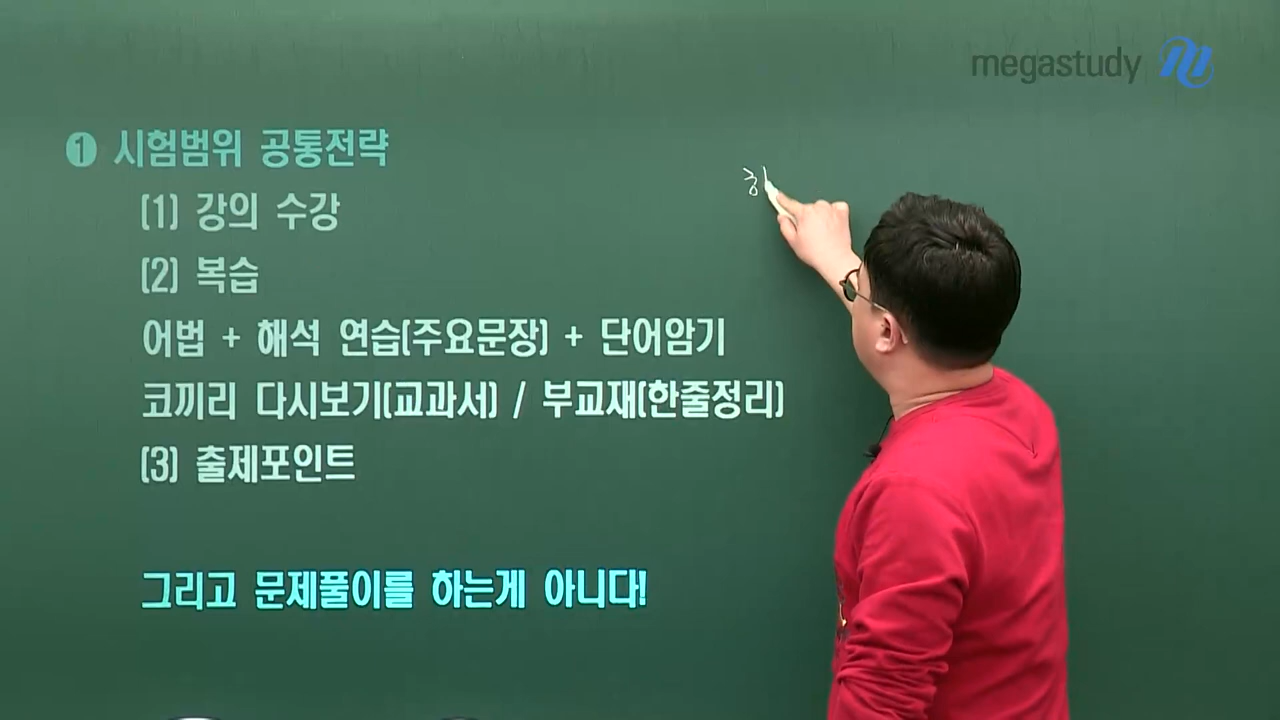 megastudy
❶ 시험범위 공통전략
(1) 강의 수강
(2) 복습
어법 + 해석 연습(주요문장) + 단어암기
코끼리 다시보기(교과서) / 부교재(한줄정리)
(3) 출제포인트
그리고 문제풀이를 하는게 아니다!